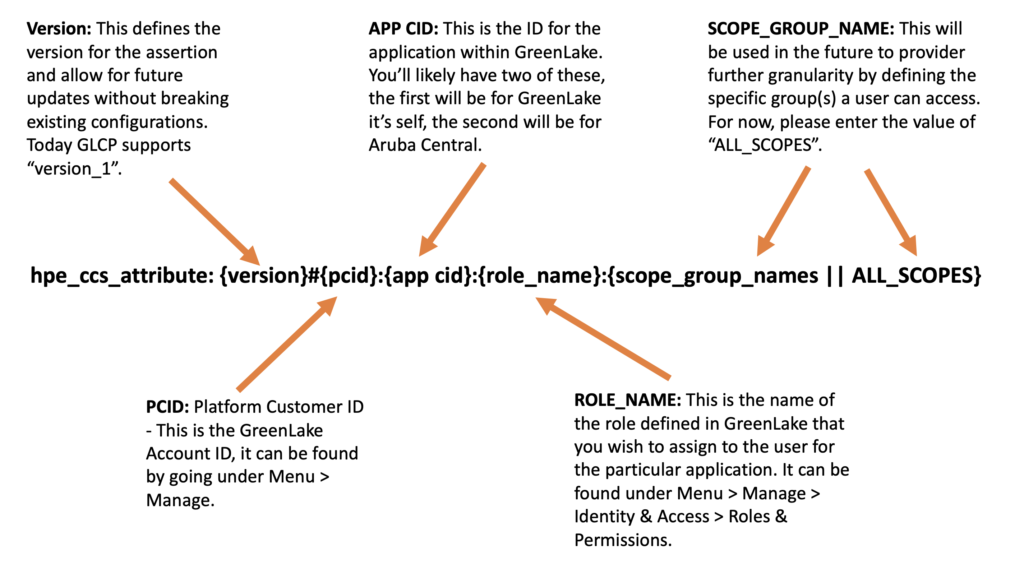 Version: This defines the
version for the assertion
and allow for future
updates without breaking
existing configurations.
Today GLCP supports
“version_1”.
APP CID: This is the ID for the
application within GreenLake.
You’ll likely have two of these,
the first will be for GreenLake
it’s self, the second will be for
Aruba Central.
SCOPE_GROUP_NAME: This will
be used in the future to provider
further granularity by defining the
specific group(s) a user can access.
For now, please enter the value of
“ALL_SCOPES”.
hpe_ccs_attribute: {version}#{pcid}:{app cid}:{role_name}:{scope_group_names || ALL_SCOPES}
PCID: Platform Customer ID
- This is the GreenLake
Account ID, it can be found
by going under Menu >
Manage.
ROLE_NAME: This is the name of
the role defined in GreenLake that
you wish to assign to the user for
the particular application. It can be
found under Menu > Manage >
Identity & Access > Roles &
Permissions.